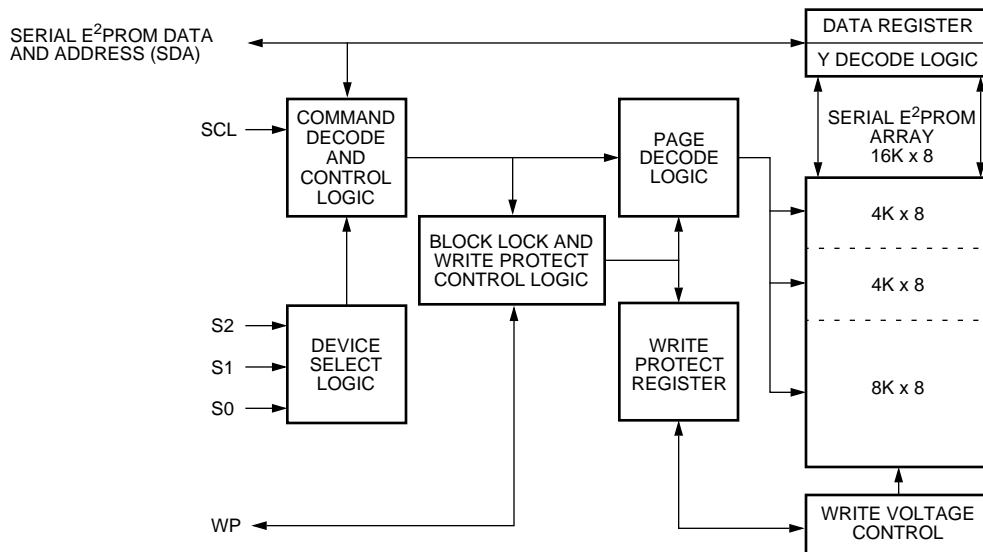 SERIAL E²PROM DATA
AND ADDRESS (SDA)
DATA REGISTER
Y DECODE LOGIC
SCL
COMMAND
DECODE
AND
CONTROL
LOGIC
PAGE
DECODE
LOGIC
SERIAL E²PROM
ARRAY
16K x 8
4K x 8
BLOCK LOCK AND
WRITE PROTECT
CONTROL LOGIC
4K x 8
S2
S1
S0
DEVICE
SELECT
LOGIC
WRITE
PROTECT
REGISTER
8K x 8
WP
WRITE VOLTAGE
CONTROL